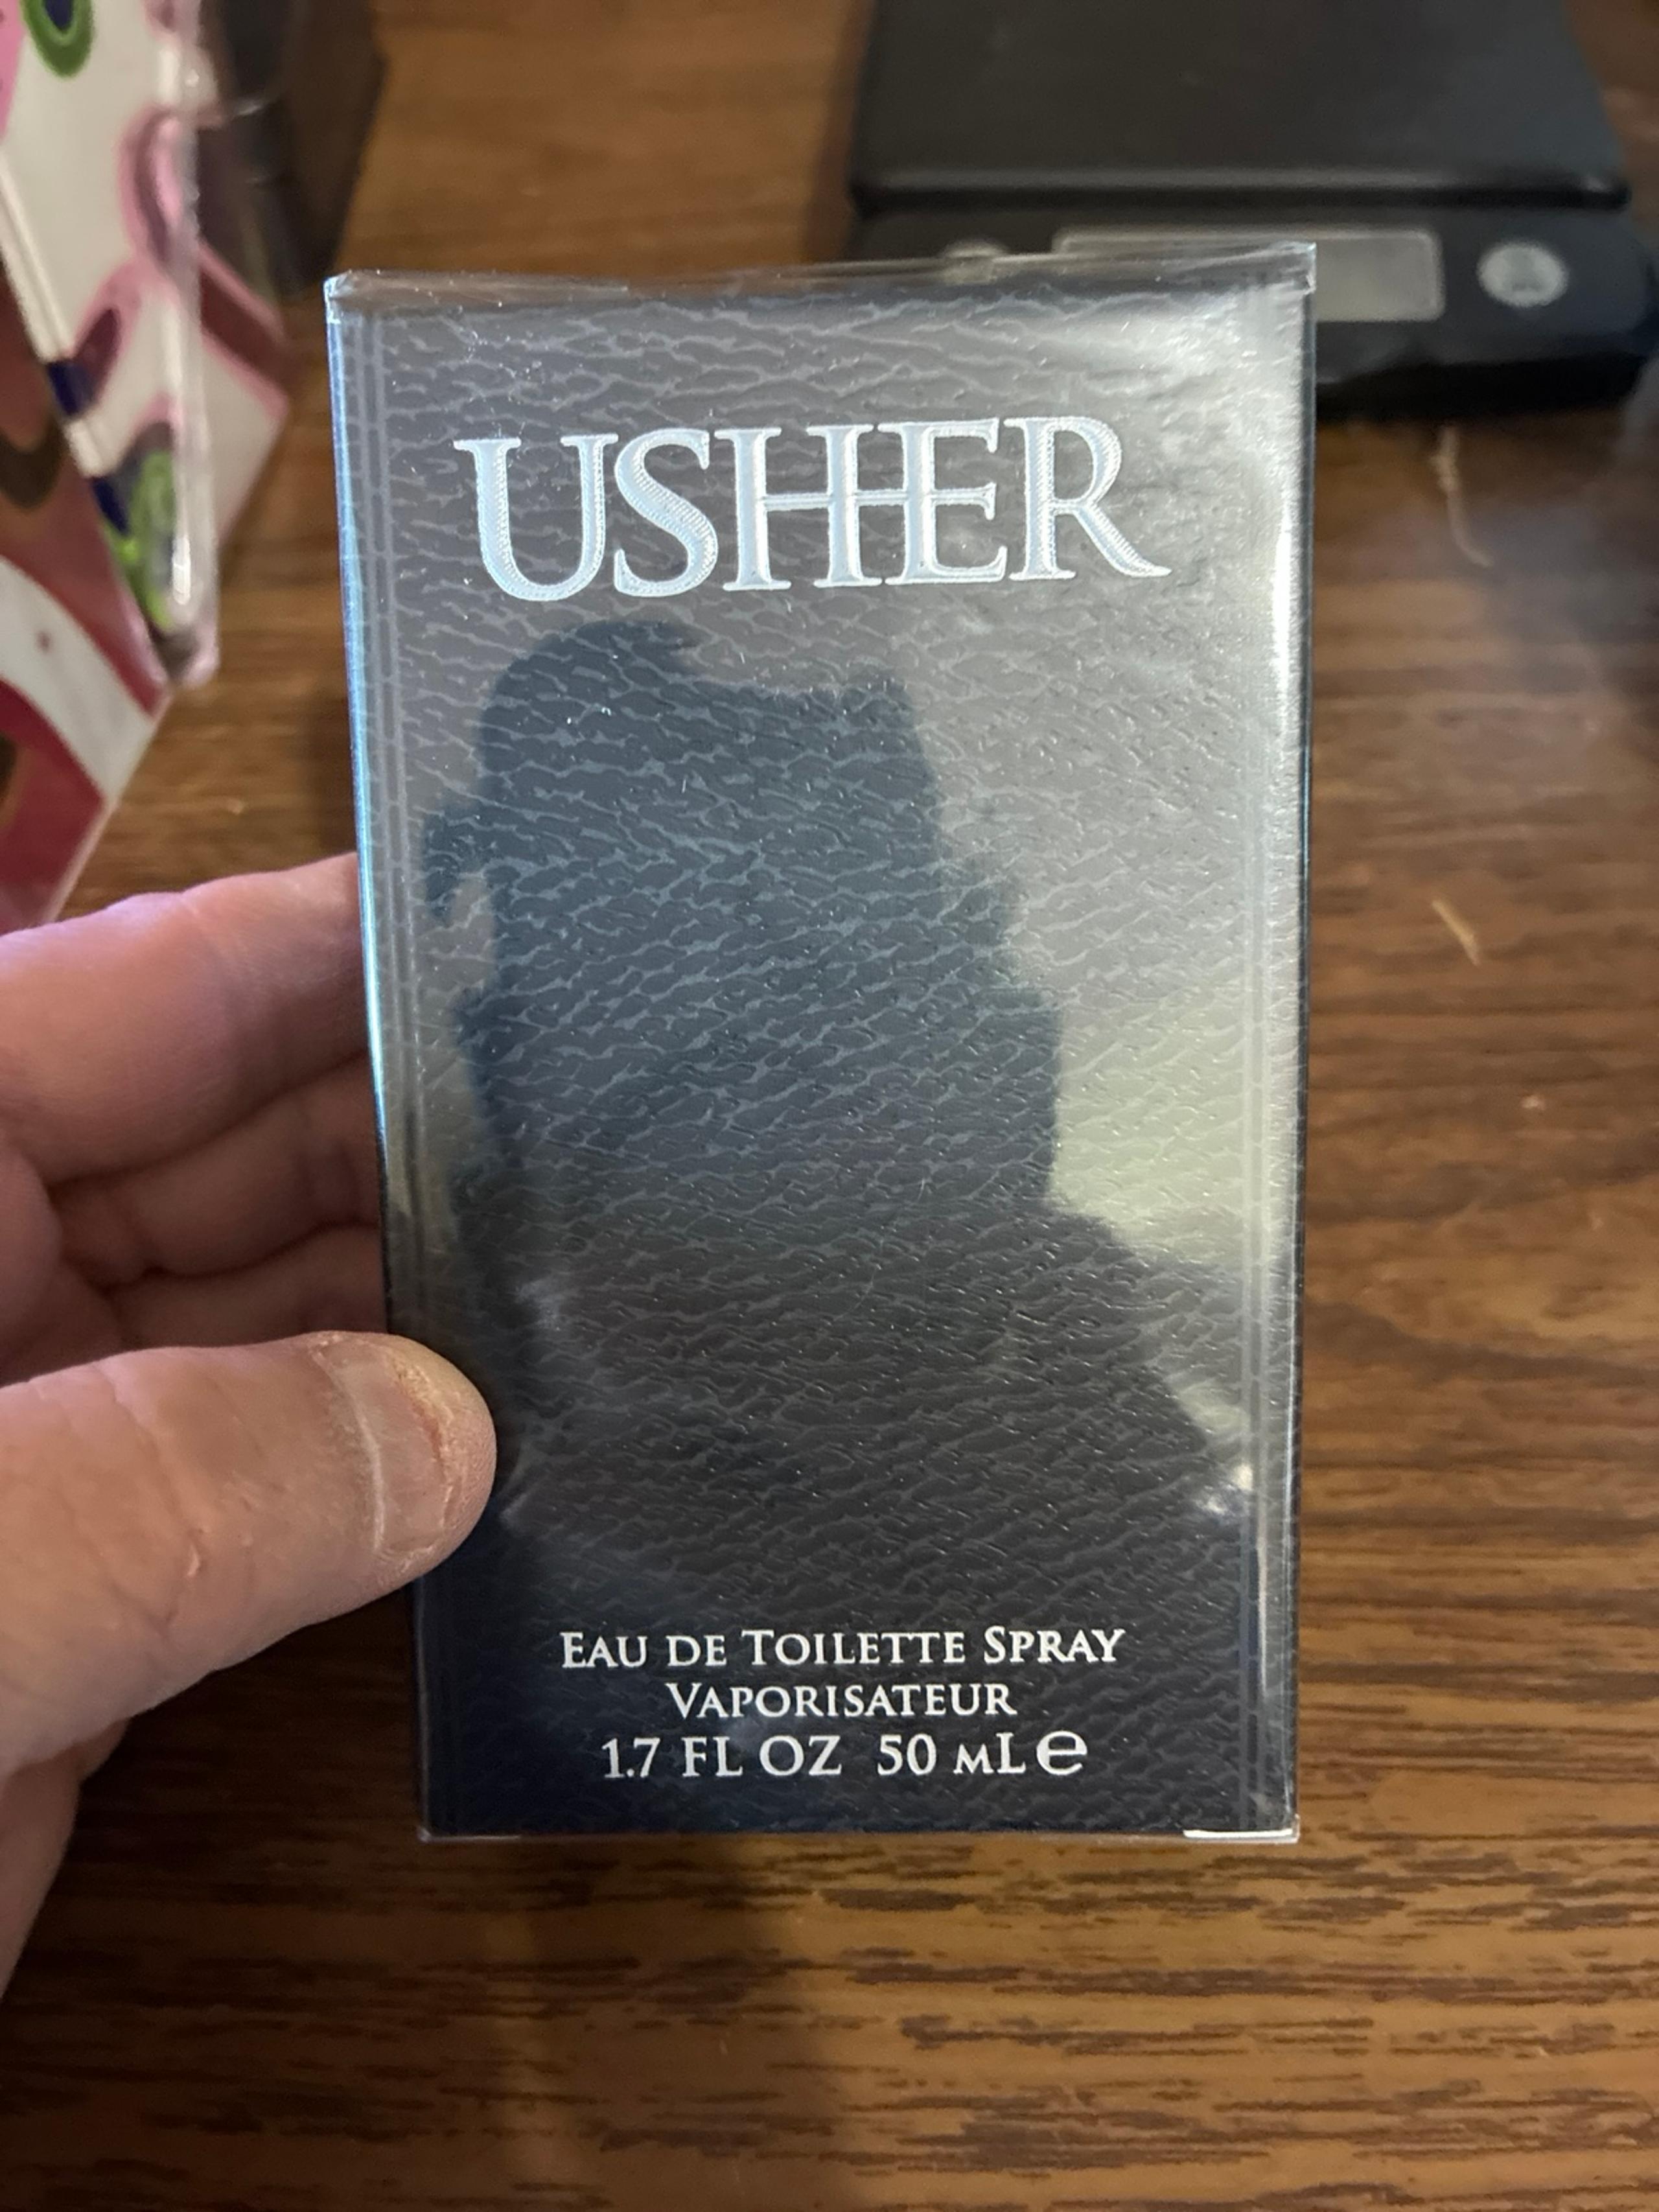 USHER
EAU DE TOILETTE SPRAY
VAPORISATEUR
1.7 FL OZ 50 ML e